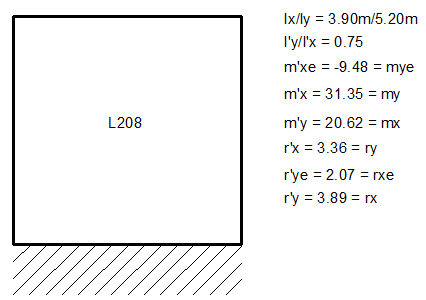 lx/ly = 3.90m/5.20m
l'y/l'x = 0.75
m'xe = -9.48 = mye
L208
m'x = 31.35 = my
m'y = 20.62 = mx
r'x = 3.36 = ry
r'ye = 2.07 = rxe
r'y = 3.89 = rx